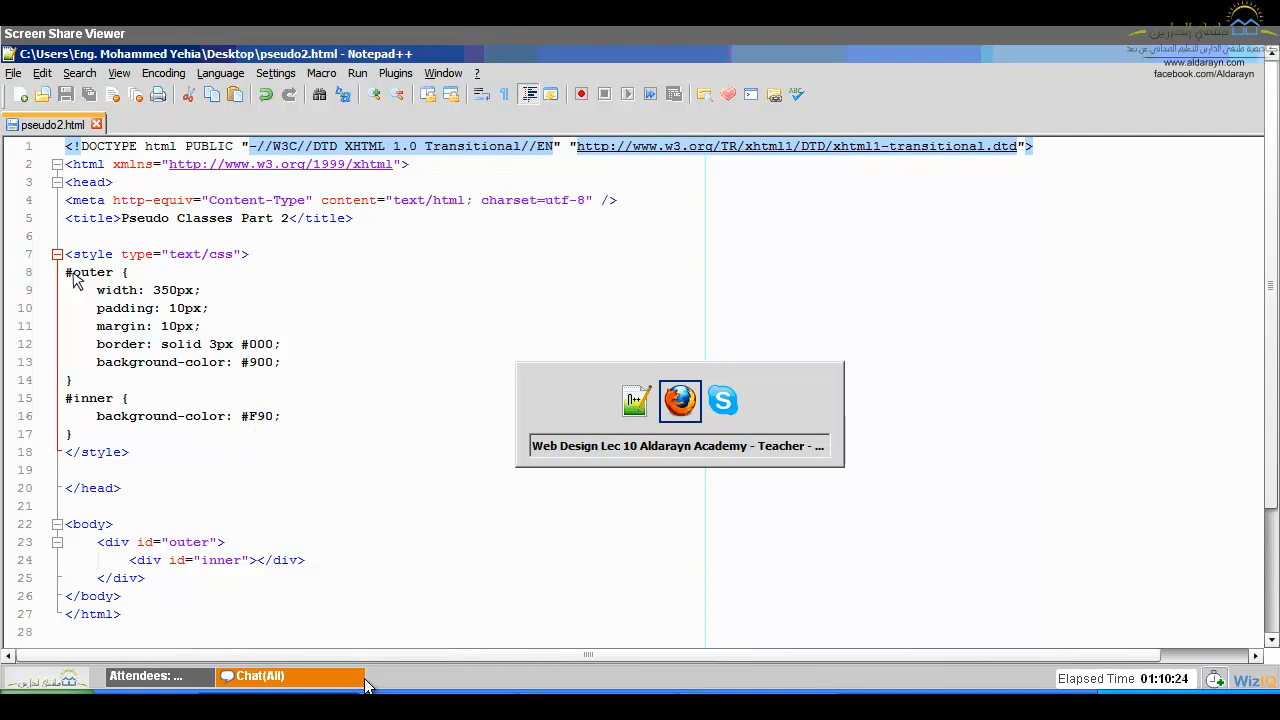 Screen Share Viewer
www.aldarayn.com
facebook.com/Aldarayn
C:\Users\Eng. Mohammed Yehia\Desktop\pseudo2.html - Notepad++
File Edit Search View Encoding Language Settings Macro Run Plugins Window ?
pseudo2.html
1 <!DOCTYPE html PUBLIC "-//W3C//DTD XHTML 1.0 Transitional//EN" "http://www.w3.org/TR/xhtml1/DTD/xhtml1-transitional.dtd">
2 <html xmlns="http://www.w3.org/1999/xhtml">
3 <head>
4 <meta http-equiv="Content-Type" content="text/html; charset=utf-8" />
5 <title>Pseudo Classes Part 2</title>
6
7 <style type="text/css">
8 #outer {
9 width: 350px;
10 padding: 10px;
11 margin: 10px;
12 border: solid 3px #000;
13 background-color: #900;
14 }
15 #inner {
16 background-color: #F90;
17 }
18 </style>
19
20 </head>
21
22 <body>
23 <div id="outer">
24 <div id="inner"></div>
25 </div>
26 </body>
27 </html>
28
Web Design Lec 10 Aldarayn Academy - Teacher - ...
Attendees: ...
Chat(All)
Elapsed Time 01:10:24
WizIQ